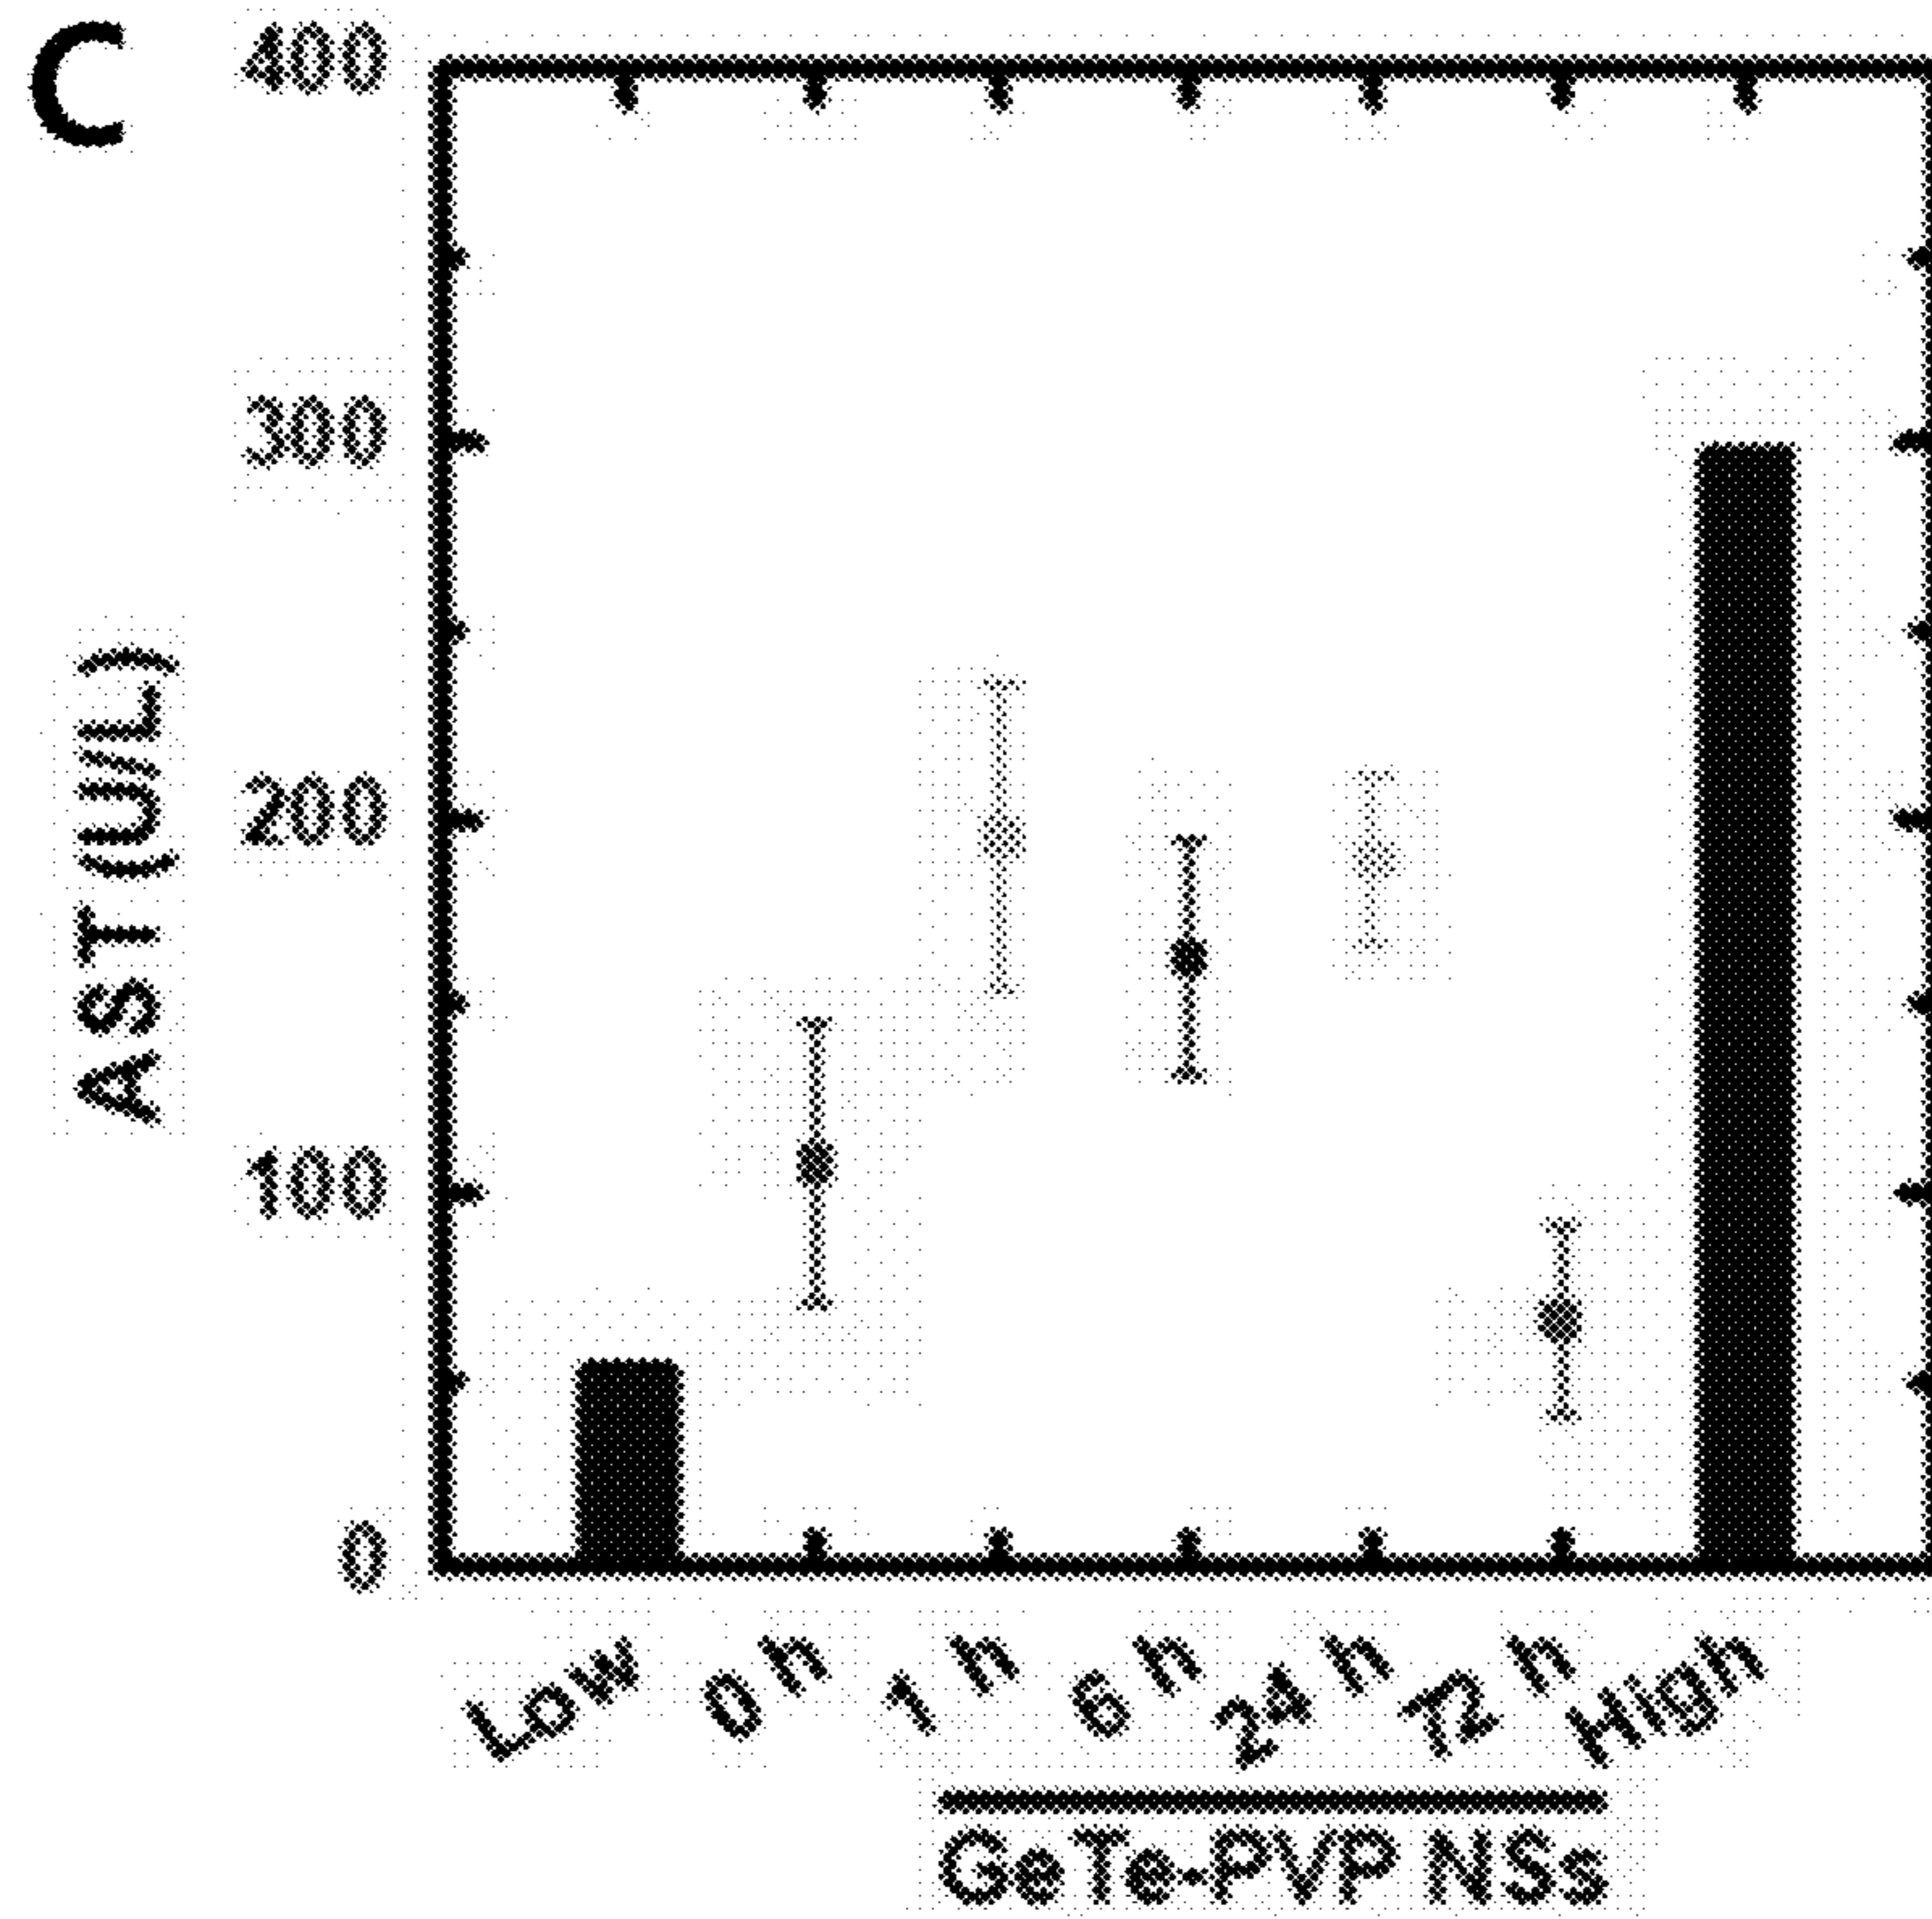 C
400
300
200
100
0
AST (U/L)
Low
0 h
1 h
6 h
24 h
72 h
High
GeTe-PVP NSs